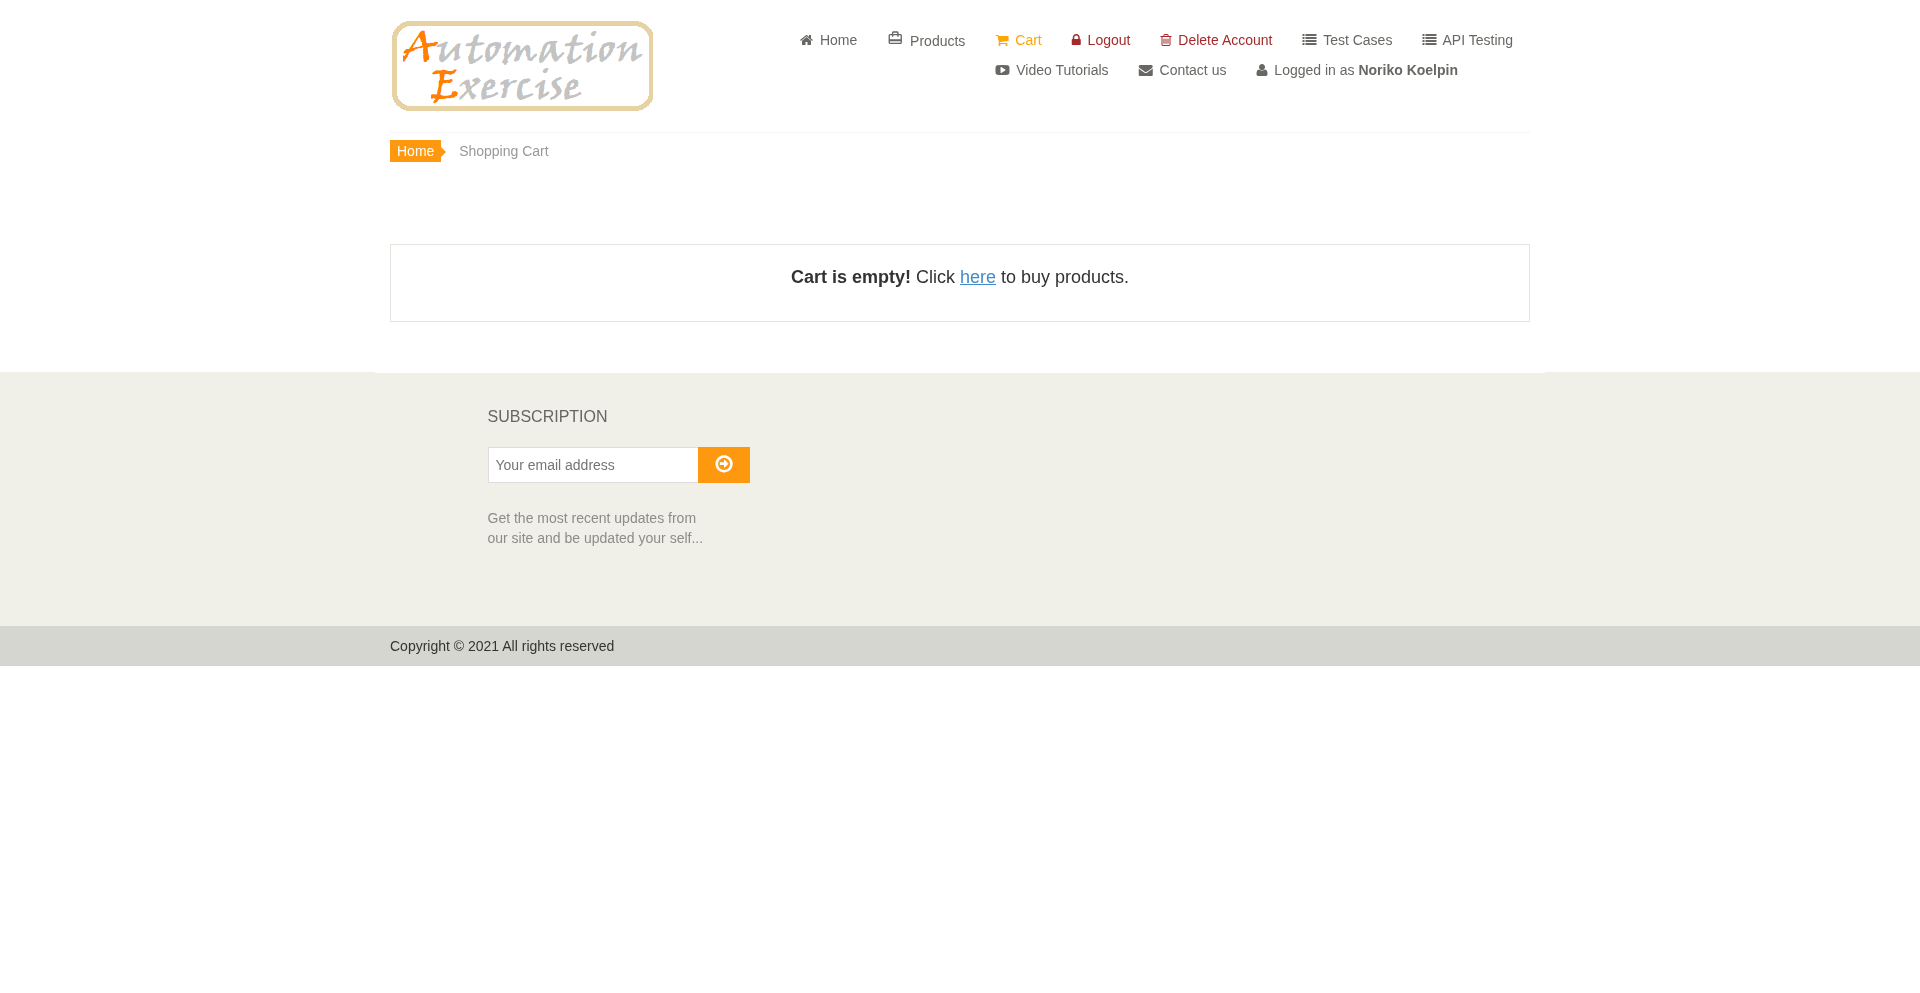 Automation
Exercise
Home Products Cart Logout Delete Account Test Cases API Testing
Video Tutorials Contact us Logged in as Noriko Koelpin
Home Shopping Cart
Cart is empty! Click here to buy products.
SUBSCRIPTION
Your email address
Get the most recent updates from
our site and be updated your self...
Copyright © 2021 All rights reserved